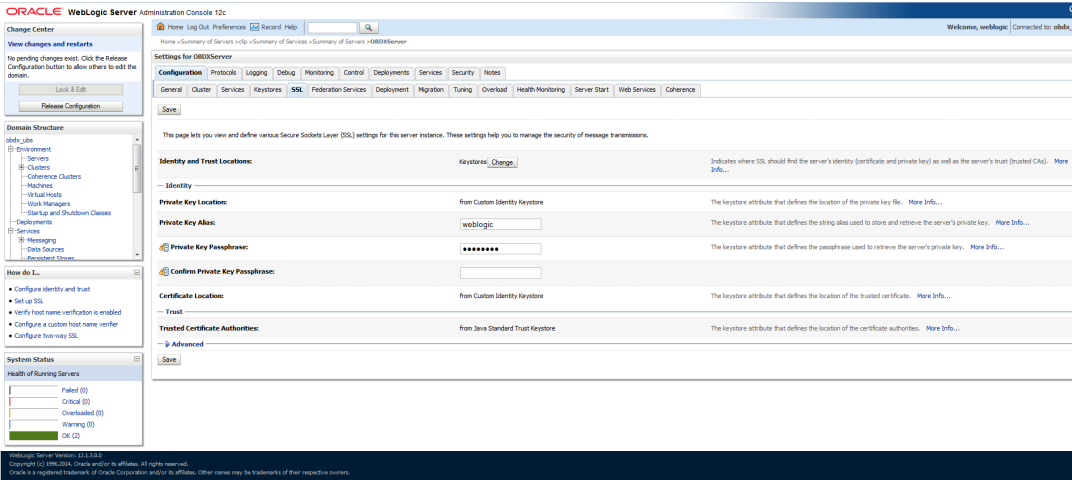 ORACLE WebLogic Server Administration Console 12c
Change Center
View changes and restarts
No pending changes exist. Click the Release
Configuration button to allow others to edit the
domain.
Lock & Edit
Release Configuration
Domain Structure
obdx_ubs
Environment
Servers
Clusters
Coherence Clusters
Machines
Virtual Hosts
Work Managers
Startup and Shutdown Classes
Deployments
Services
Messaging
Data Sources
Persistent Stores
How do I...
Configure identity and trust
Set up SSL
Verify host name verification is enabled
Configure a custom host name verifier
Configure two-way SSL
System Status
Health of Running Servers
Failed (0)
Critical (0)
Overloaded (0)
Warning (0)
OK (2)
Home Log Out Preferences Record Help
Welcome, weblogic Connected to: obdx_
Home >Summary of Servers >clip >Summary of Services >Summary of Servers >OBDXServer
Settings for OBDXServer
Configuration Protocols Logging Debug Monitoring Control Deployments Services Security Notes
General Cluster Services Keystores SSL Federation Services Deployment Migration Tuning Overload Health Monitoring Server Start Web Services Coherence
Save
This page lets you view and define various Secure Sockets Layer (SSL) settings for this server instance. These settings help you to manage the security of message transmissions.
Identity and Trust Locations: Keystores Change Indicates where SSL should find the server's identity (certificate and private key) as well as the server's trust (trusted CAs). More
Info...
Identity
Private Key Location: from Custom Identity Keystore The keystore attribute that defines the location of the private key file. More Info...
Private Key Alias: weblogic The keystore attribute that defines the string alias used to store and retrieve the server's private key. More Info...
Private Key Passphrase: The keystore attribute that defines the passphrase used to retrieve the server's private key. More Info...
Confirm Private Key Passphrase:
Certificate Location: from Custom Identity Keystore The keystore attribute that defines the location of the trusted certificate. More Info...
Trust
Trusted Certificate Authorities: from Java Standard Trust Keystore The keystore attribute that defines the location of the certificate authorities. More Info...
Advanced
Save
WebLogic Server Version: 12.1.3.0.0
Copyright (c) 1996,2014, Oracle and/or its affiliates. All rights reserved.
Oracle is a registered trademark of Oracle Corporation and/or its affiliates. Other names may be trademarks of their respective owners.